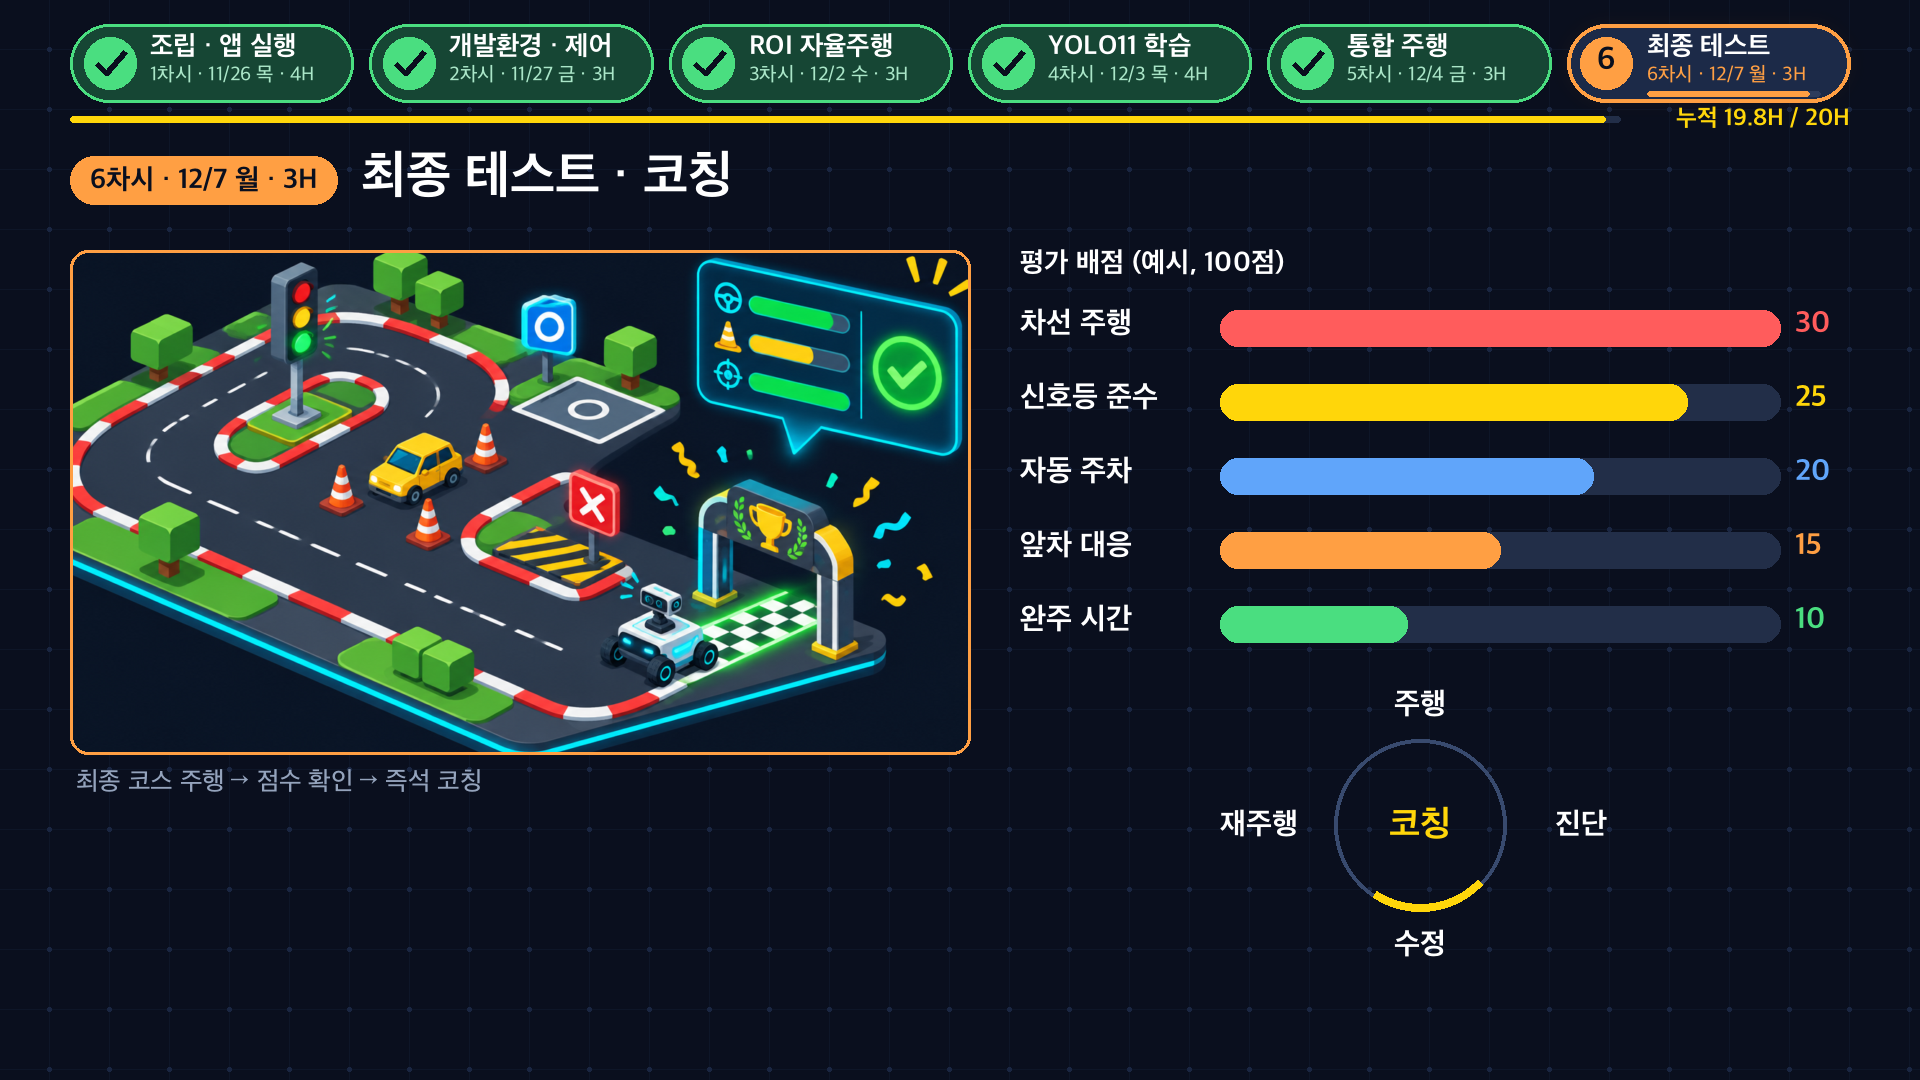 조립 · 앱 실행
1차시 · 11/26 목 · 4H
개발환경 · 제어
2차시 · 11/27 금 · 3H
ROI 자율주행
3차시 · 12/2 수 · 3H
YOLO11 학습
4차시 · 12/3 목 · 4H
통합 주행
5차시 · 12/4 금 · 3H
6
최종 테스트
6차시 · 12/7 월 · 3H
누적 19.8H / 20H
6차시 · 12/7 월 · 3H
최종 테스트 · 코칭
최종 코스 주행 → 점수 확인 → 즉석 코칭
평가 배점 (예시, 100점)
차선 주행 30
신호등 준수 25
자동 주차 20
앞차 대응 15
완주 시간 10
주행
재주행 코칭 진단
수정